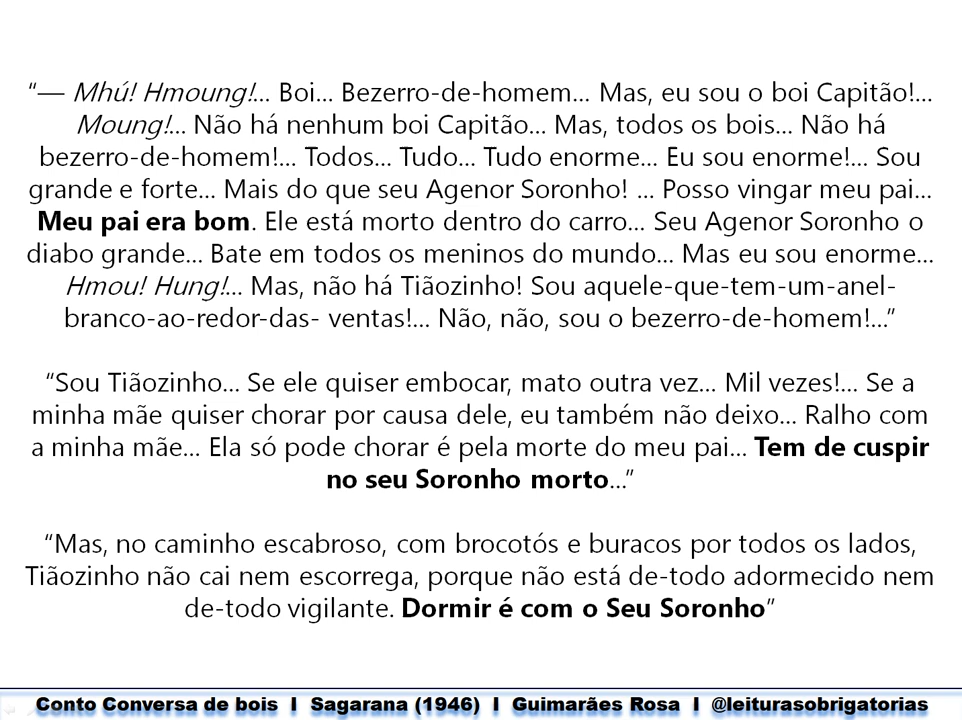 “— Mhú! Hmoung!... Boi... Bezerro-de-homem... Mas, eu sou o boi Capitão!...
Moung!... Não há nenhum boi Capitão... Mas, todos os bois... Não há
bezerro-de-homem!... Todos... Tudo... Tudo enorme... Eu sou enorme!... Sou
grande e forte... Mais do que seu Agenor Soronho! ... Posso vingar meu pai...
Meu pai era bom. Ele está morto dentro do carro... Seu Agenor Soronho o
diabo grande... Bate em todos os meninos do mundo... Mas eu sou enorme...
Hmou! Hung!... Mas, não há Tiãozinho! Sou aquele-que-tem-um-anel-
branco-ao-redor-das- ventas!... Não, não, sou o bezerro-de-homem!...”
“Sou Tiãozinho... Se ele quiser embocar, mato outra vez... Mil vezes!... Se a
minha mãe quiser chorar por causa dele, eu também não deixo... Ralho com
a minha mãe... Ela só pode chorar é pela morte do meu pai... Tem de cuspir
no seu Soronho morto...”
“Mas, no caminho escabroso, com brocotós e buracos por todos os lados,
Tiãozinho não cai nem escorrega, porque não está de-todo adormecido nem
de-todo vigilante. Dormir é com o Seu Soronho”
Conto Conversa de bois I Sagarana (1946) I Guimarães Rosa I @leiturasobrigatorias